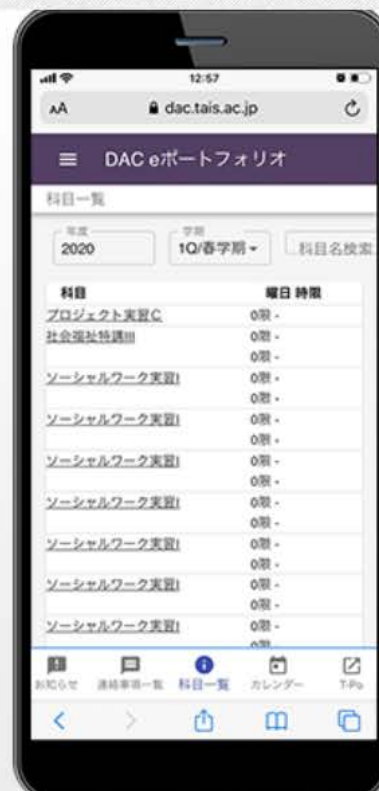 12:57
AA dac.tais.ac.jp
DAC eポートフォリオ
科目一覧
年度 学期
2020 1Q/春学期 科目名検索
科目 曜日 時限
プロジェクト実習C 0限 -
社会福祉特講III 0限 -
0限 -
ソーシャルワーク実習I 0限 -
0限 -
ソーシャルワーク実習I 0限 -
0限 -
ソーシャルワーク実習I 0限 -
0限 -
ソーシャルワーク実習I 0限 -
0限 -
ソーシャルワーク実習I 0限 -
0限 -
ソーシャルワーク実習I 0限 -
0限 -
ソーシャルワーク実習I 0限 -
0限
お知らせ 連絡事項一覧 科目一覧 カレンダー T-Po